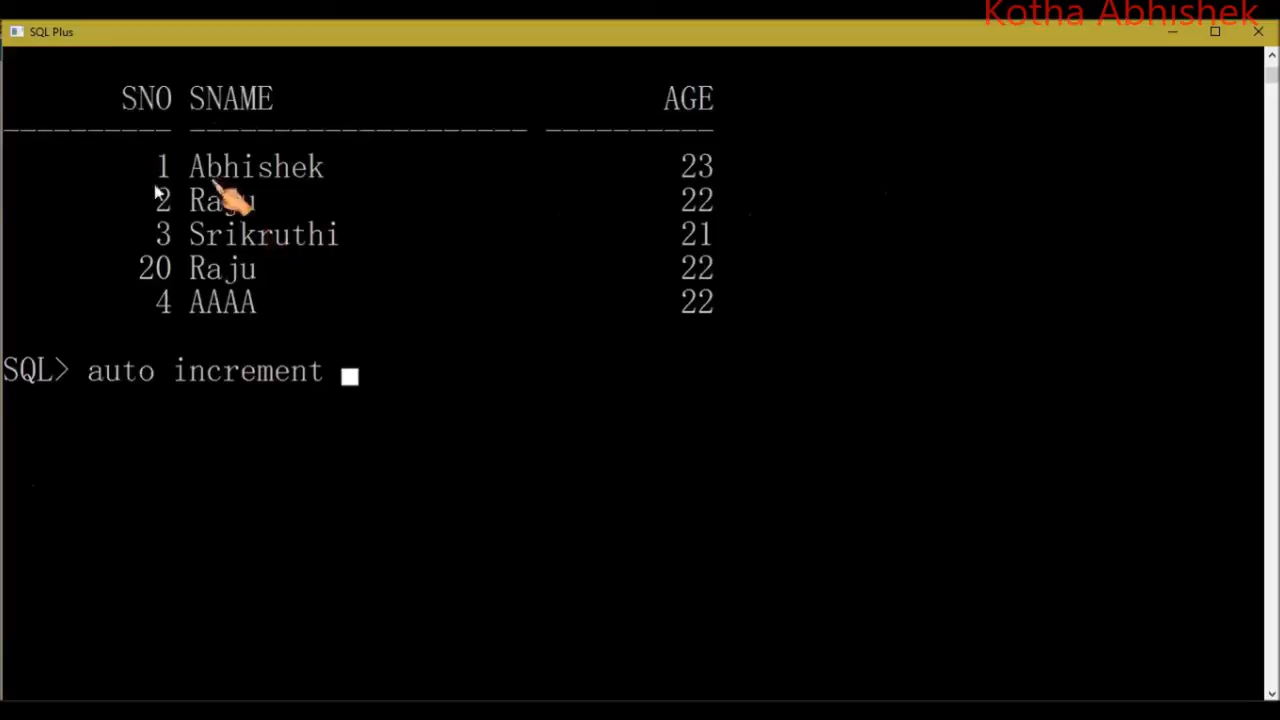 Kotha Abhishek
SQL Plus
SNO SNAME AGE
---------- -------------------- ----------
1 Abhishek 23
2 Raju 22
3 Srikruthi 21
20 Raju 22
4 AAAA 22
SQL> auto increment